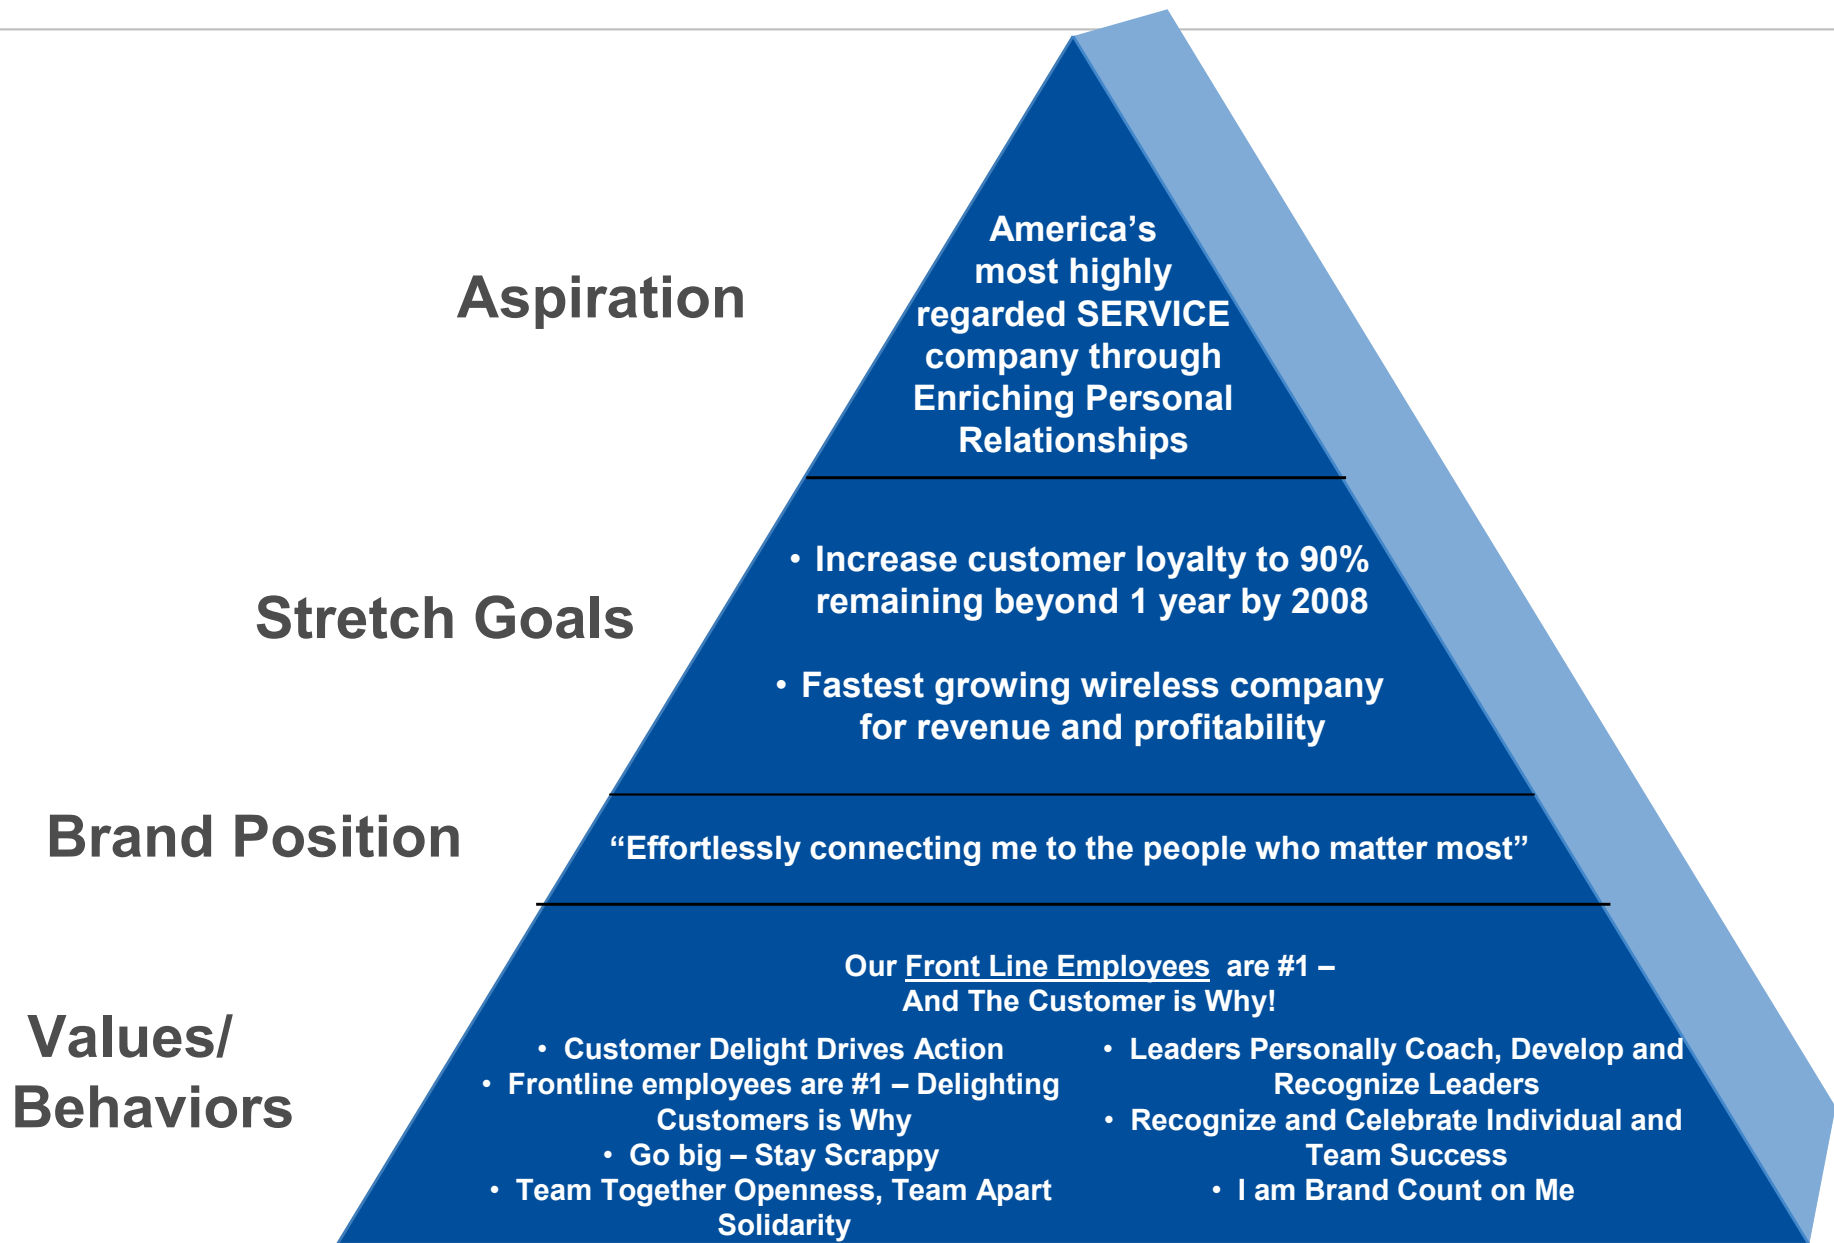 Aspiration
America’s
most highly
regarded SERVICE
company through
Enriching Personal
Relationships
Stretch Goals
• Increase customer loyalty to 90%
remaining beyond 1 year by 2008
• Fastest growing wireless company
for revenue and profitability
Brand Position
“Effortlessly connecting me to the people who matter most”
Values/
Behaviors
Our Front Line Employees are #1 –
And The Customer is Why!
• Customer Delight Drives Action
• Frontline employees are #1 – Delighting
Customers is Why
• Go big – Stay Scrappy
• Team Together Openness, Team Apart
Solidarity
• Leaders Personally Coach, Develop and
Recognize Leaders
• Recognize and Celebrate Individual and
Team Success
• I am Brand Count on Me